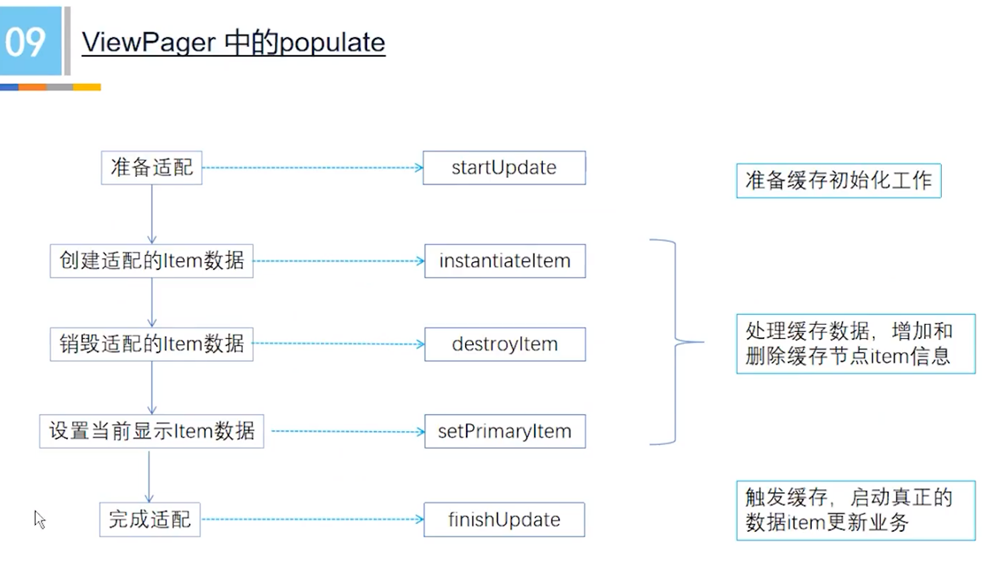 09
ViewPager 中的populate
准备适配
startUpdate
准备缓存初始化工作
创建适配的Item数据
instantiateItem
销毁适配的Item数据
destroyItem
处理缓存数据，增加和
删除缓存节点item信息
设置当前显示Item数据
setPrimaryItem
完成适配
finishUpdate
触发缓存，启动真正的
数据item更新业务